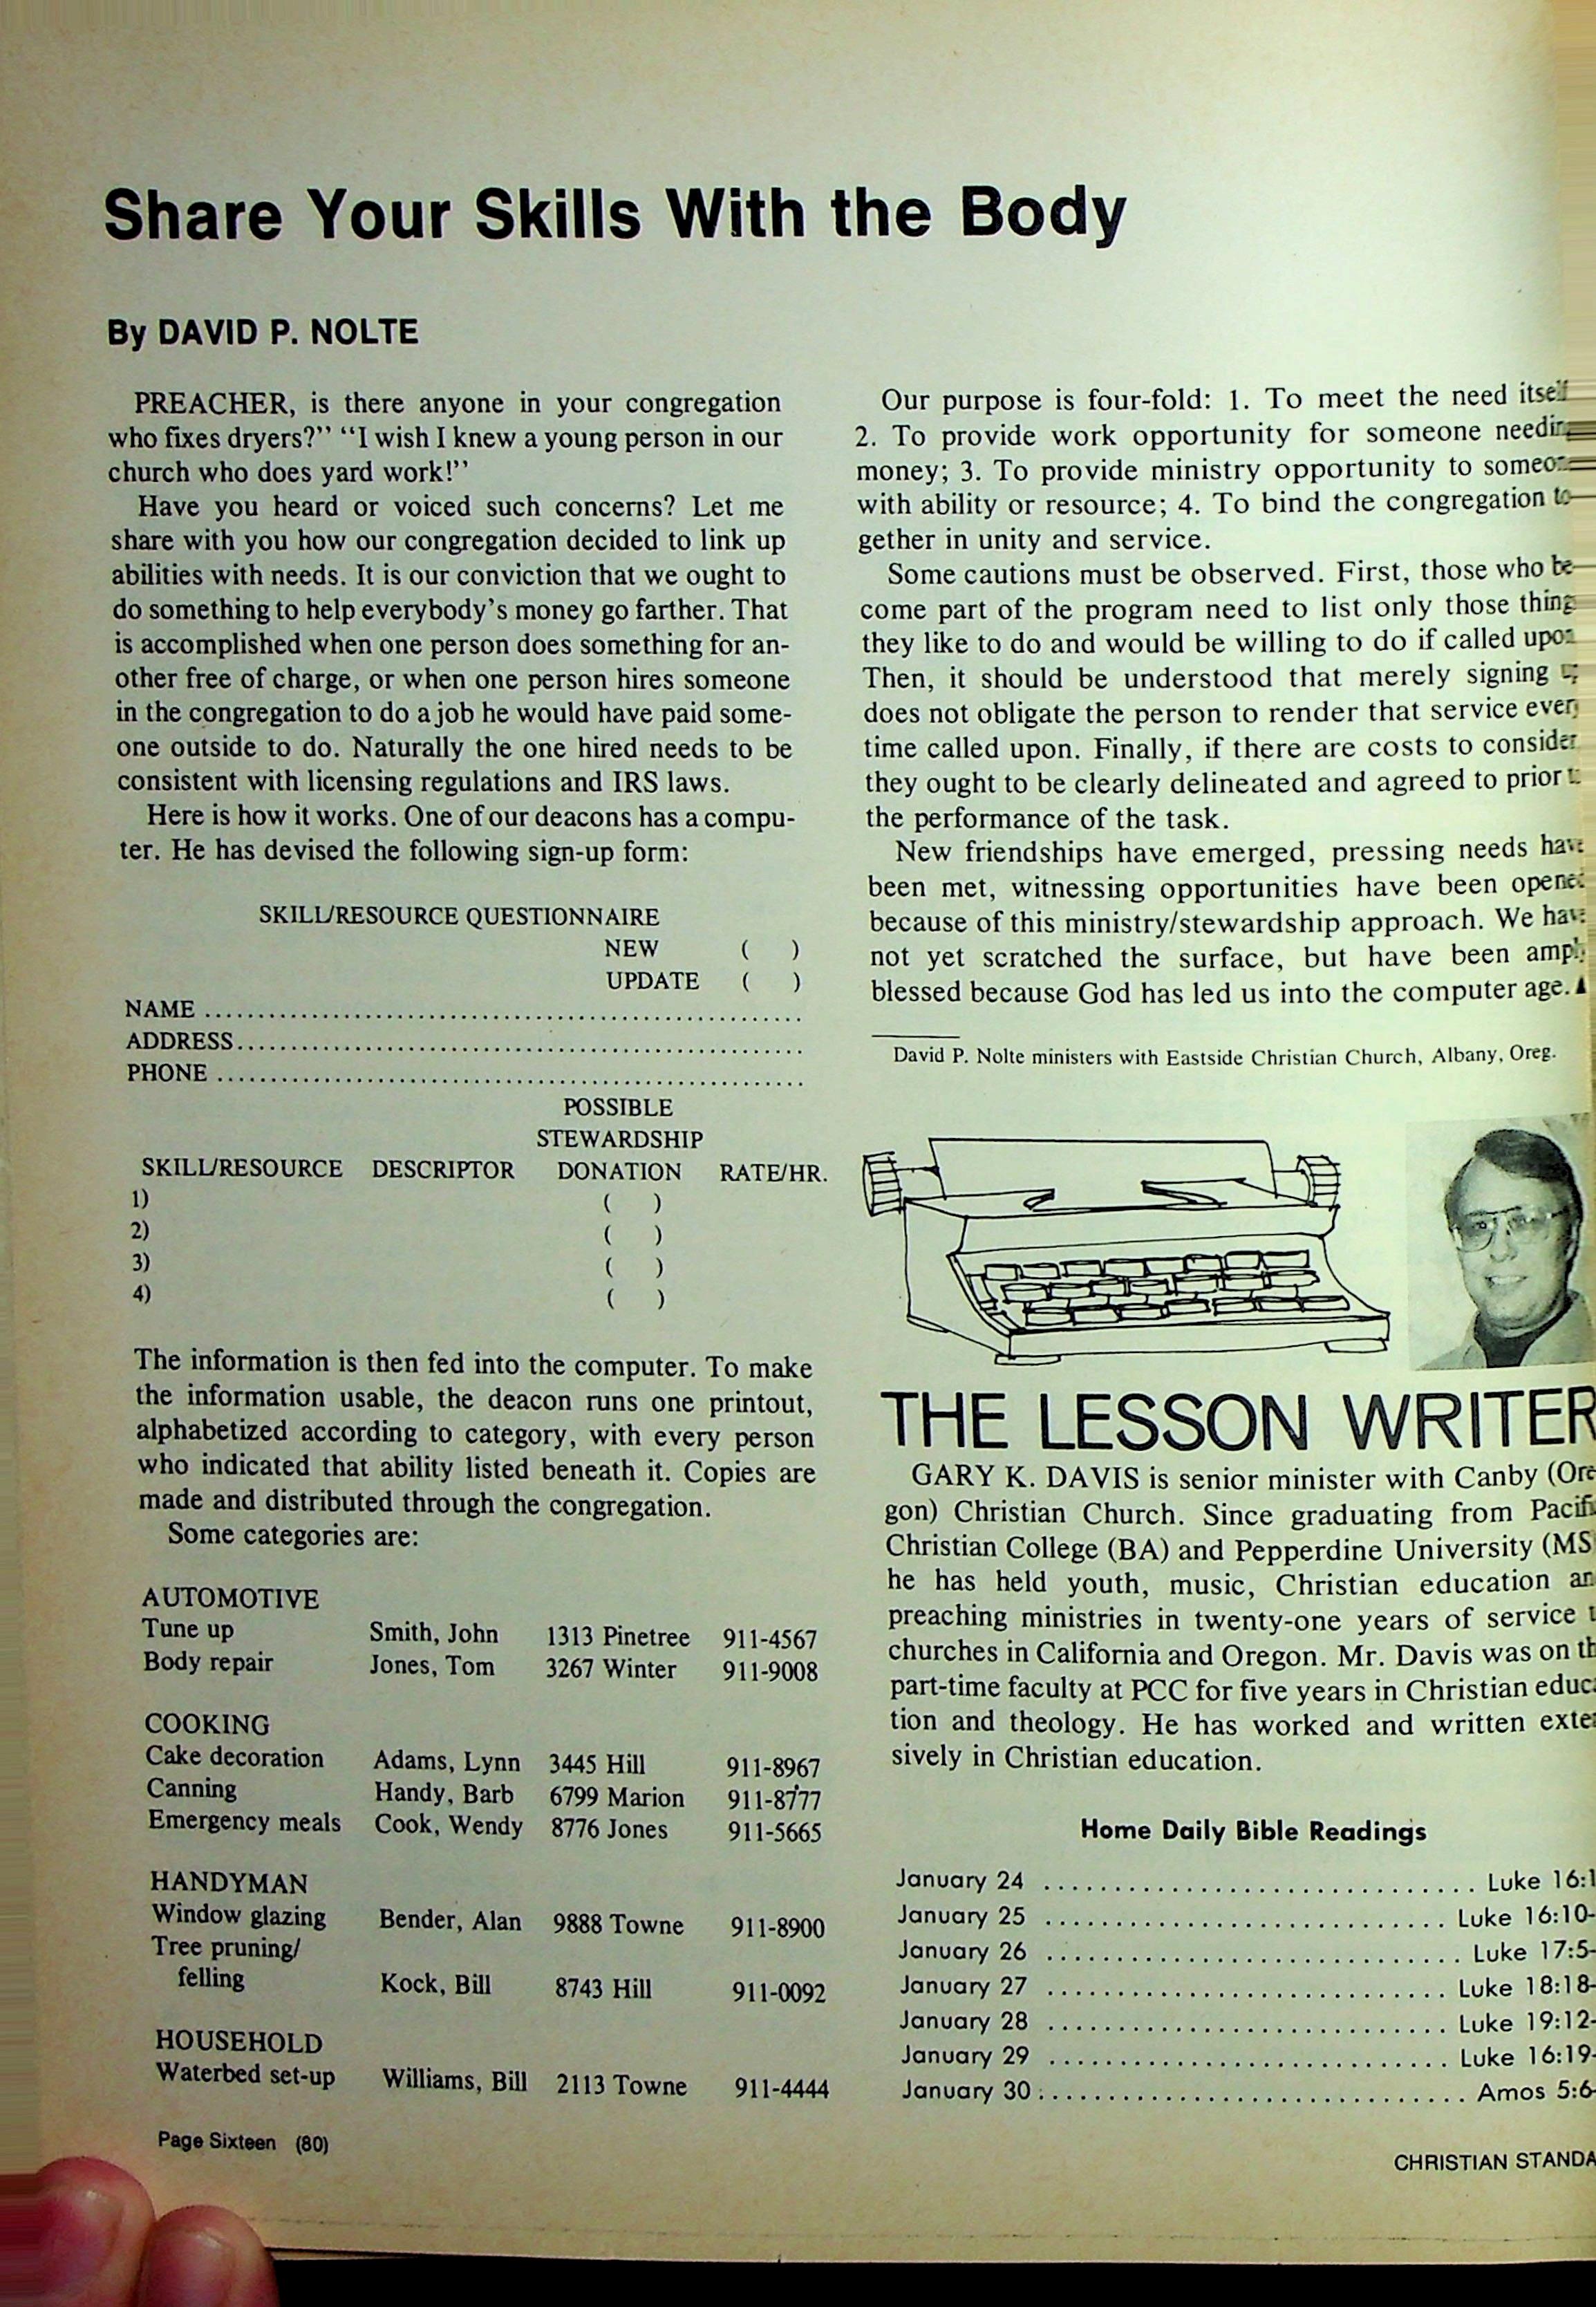 Share Your Skills With the Body
By DAVID P. NOLTE
PREACHER, is there anyone in your congregation
who fixes dryers?” “I wish I knew a young person in our
church who does yard work!”
Have you heard or voiced such concerns? Let me
share with you how our congregation decided to link up
abilities with needs. It is our conviction that we ought to
do something to help everybody’s money go farther. That
is accomplished when one person does something for an-
other free of charge, or when one person hires someone
in the congregation to do a job he would have paid some-
one outside to do. Naturally the one hired needs to be
consistent with licensing regulations and IRS laws.
Here is how it works. One of our deacons has a compu-
ter. He has devised the following sign-up form:
SKILL/RESOURCE QUESTIONNAIRE
NEW ( )
UPDATE ( )
NAME ..........................................................
ADDRESS.......................................................
PHONE .........................................................
POSSIBLE
STEWARDSHIP
SKILL/RESOURCE DESCRIPTOR DONATION RATE/HR.
1) ( )
2) ( )
3) ( )
4) ( )
The information is then fed into the computer. To make
the information usable, the deacon runs one printout,
alphabetized according to category, with every person
who indicated that ability listed beneath it. Copies are
made and distributed through the congregation.
Some categories are:
AUTOMOTIVE
Tune up Smith, John 1313 Pinetree 911-4567
Body repair Jones, Tom 3267 Winter 911-9008
COOKING
Cake decoration Adams, Lynn 3445 Hill 911-8967
Canning Handy, Barb 6799 Marion 911-8777
Emergency meals Cook, Wendy 8776 Jones 911-5665
HANDYMAN
Window glazing Bender, Alan 9888 Towne 911-8900
Tree pruning/
felling Kock, Bill 8743 Hill 911-0092
HOUSEHOLD
Waterbed set-up Williams, Bill 2113 Towne 911-4444
Page Sixteen (80)
Our purpose is four-fold: 1. To meet the need itself
2. To provide work opportunity for someone
money; 3. To provide ministry opportunity to
with ability or resource; 4. To bind the congregation to-
gether in unity and service.
Some cautions must be observed. First, those who be-
come part of the program need to list only those thing
they like to do and would be willing to do if called
Then, it should be understood that merely signing
does not obligate the person to render that service
time called upon. Finally, if there are costs to consider
they ought to be clearly delineated and agreed to prior
the performance of the task.
New friendships have emerged, pressing needs have
been met, witnessing opportunities have been opened
because of this ministry/stewardship approach. We have
not yet scratched the surface, but have been
blessed because God has led us into the computer age.▲
David P. Nolte ministers with Eastside Christian Church, Albany, Oreg.
THE LESSON WRITER
GARY K. DAVIS is senior minister with Canby (Ore
gon) Christian Church. Since graduating from
Christian College (BA) and Pepperdine University (MS
he has held youth, music, Christian education
preaching ministries in twenty-one years of service
churches in California and Oregon. Mr. Davis was on
part-time faculty at PCC for five years in Christian educa
tion and theology. He has worked and written exte
sively in Christian education.
Home Daily Bible Readings
January 24 ............................... Luke 16:1
January 25 ............................. Luke 16:10-
January 26 .............................. Luke 17:5-
January 27 ............................. Luke 18:18-
January 28 ............................. Luke 19:12-
January 29 ............................. Luke 16:19-
January 30 ............................... Amos 5:6-
CHRISTIAN STANDA